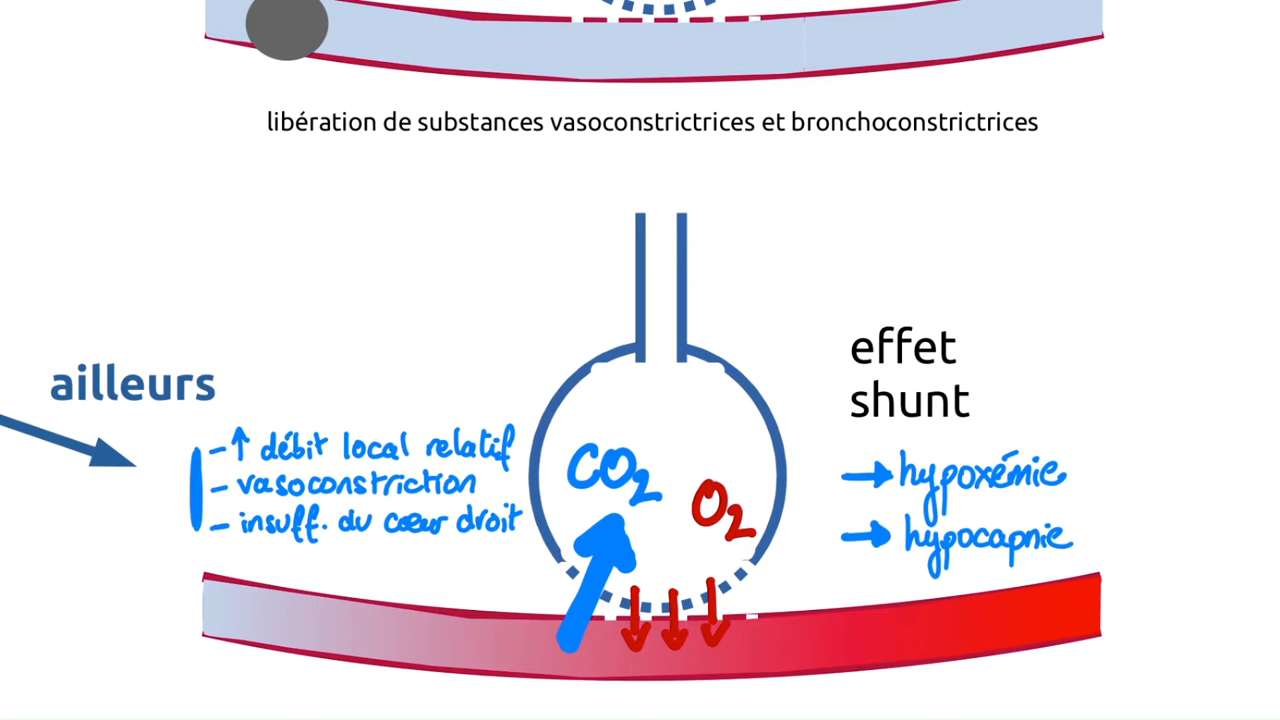 libération de substances vasoconstrictrices et bronchoconstrictrices
ailleurs
- ↑ débit local relatif
- vasoconstriction
- insuff. du cœur droit
CO2
O2
effet
shunt
→ hypoxémie
→ hypocapnie